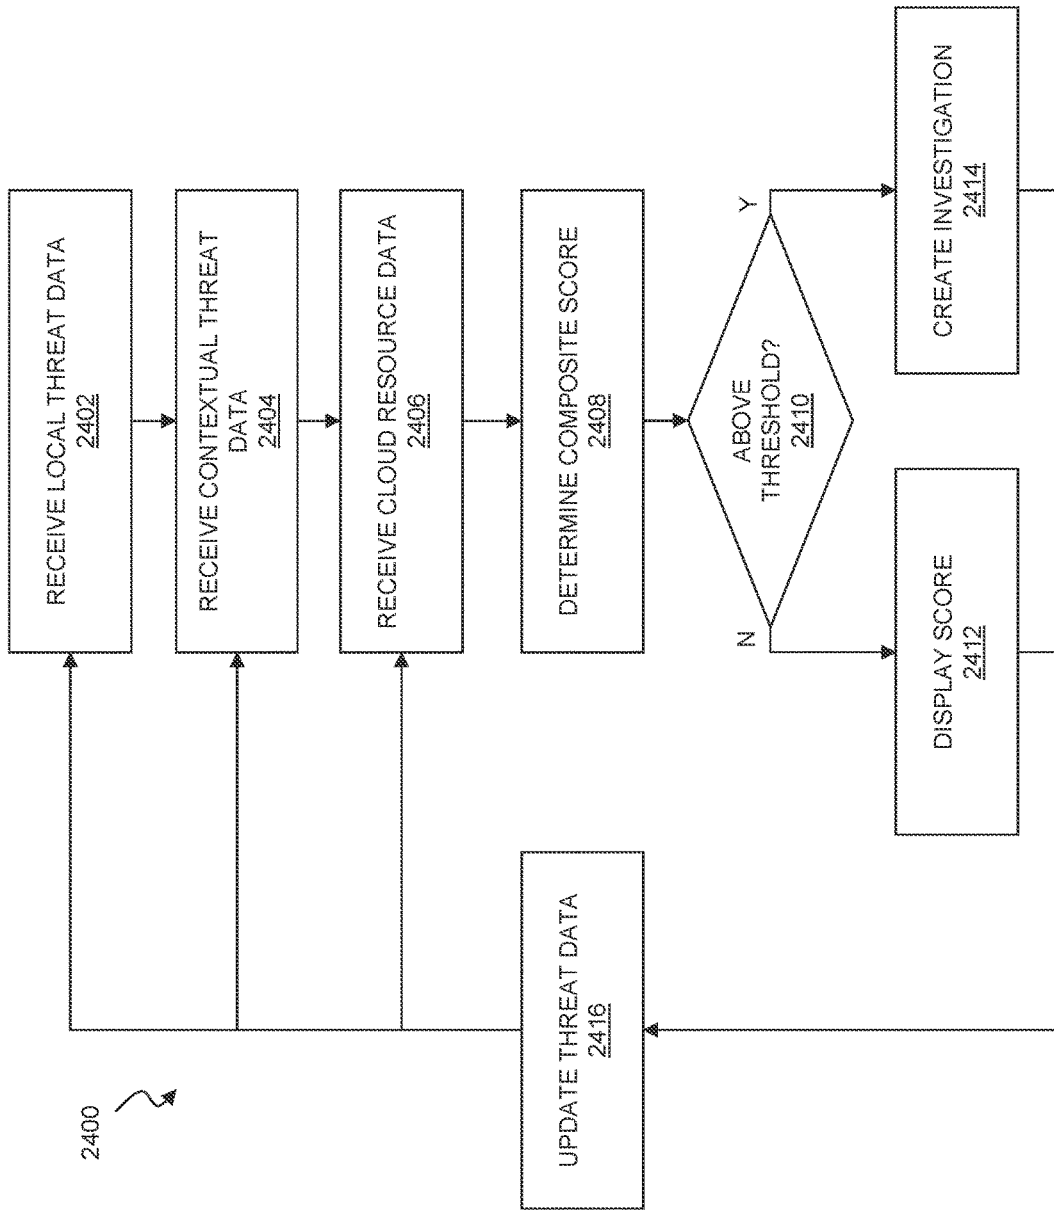 2400
RECEIVE LOCAL THREAT DATA
2402
RECEIVE CONTEXTUAL THREAT
DATA
2404
RECEIVE CLOUD RESOURCE DATA
2406
DETERMINE COMPOSITE SCORE
2408
ABOVE
THRESHOLD?
2410
N
Y
DISPLAY SCORE
2412
CREATE INVESTIGATION
2414
UPDATE THREAT DATA
2416